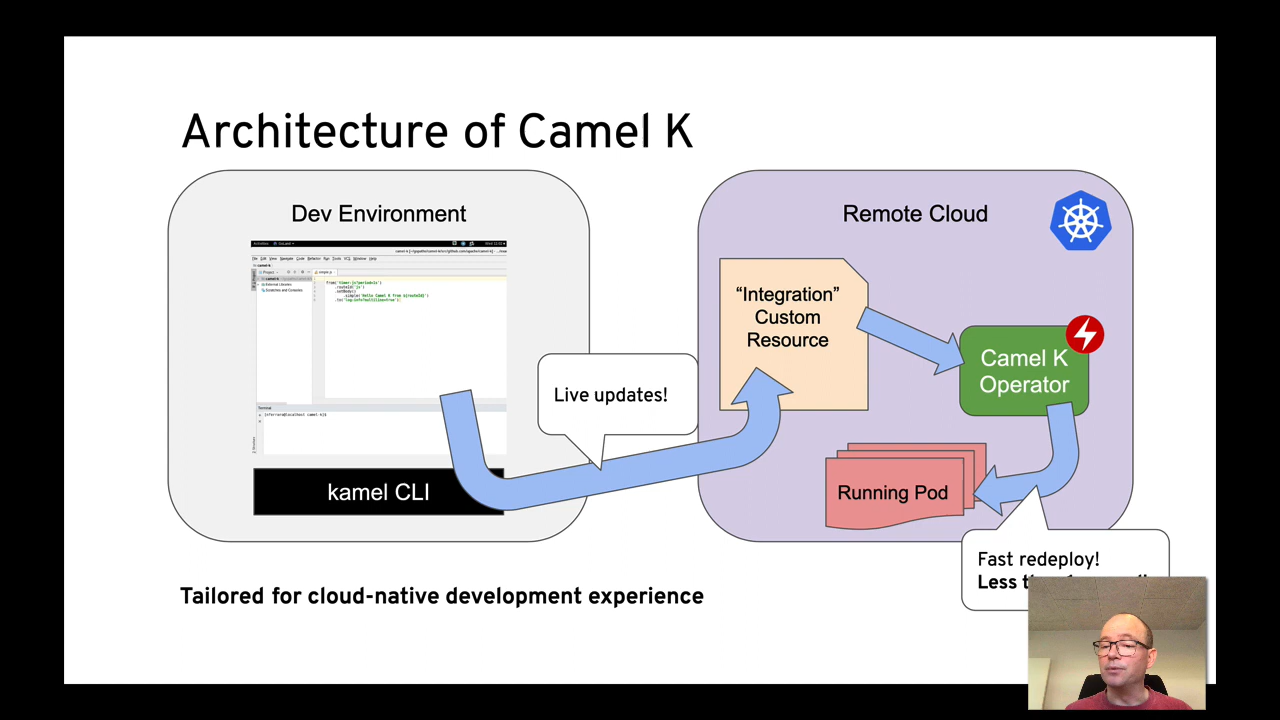 Architecture of Camel K
Dev Environment
Remote Cloud
"Integration"
Custom
Resource
Camel K
Operator
Live updates!
Terminal
kamel CLI
Running Pod
Fast redeploy!
Less
Tailored for cloud-native development experience